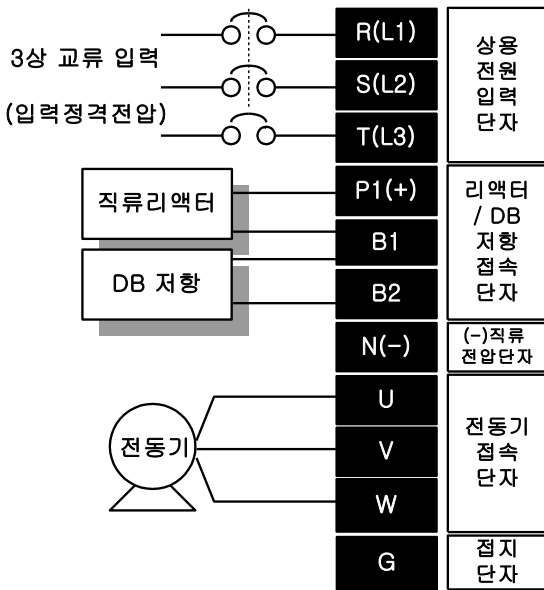 3상 교류 입력
(입력정격전압)
R(L1)
S(L2)
T(L3)
상용
전원
입력
단자
직류리액터
DB 저항
P1(+)
B1
B2
리액터
/ DB
저항
접속
단자
N(-)
(-)직류
전압단자
전동기
U
V
W
전동기
접속
단자
G
접지
단자